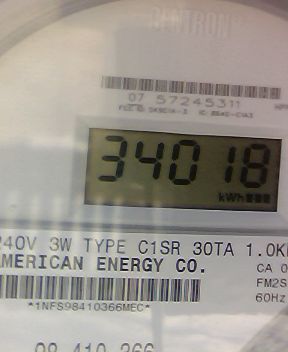 CENTRON
07 57245311
34018
kWh
240V 3W TYPE C1SR 30TA 1.0K
AMERICAN ENERGY CO.
CA 0
FM2S
60Hz
*1NFS98410366MEC*
98 410 366